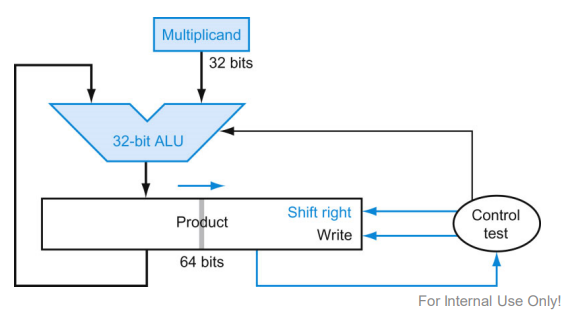 Multiplicand
32 bits
32-bit ALU
Product
Shift right
Write
64 bits
Control
test
For Internal Use Only!